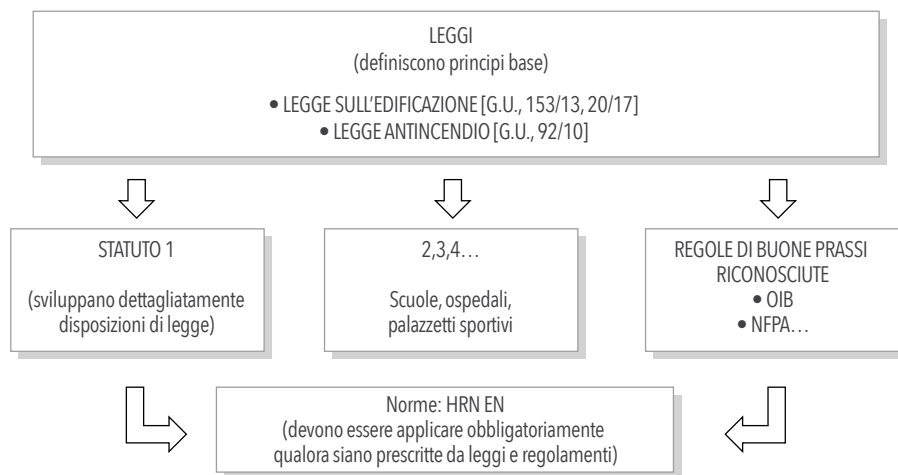 LEGGI
(definiscono principi base)
• LEGGE SULL'EDIFICAZIONE [G.U., 153/13, 20/17]
• LEGGE ANTINCENDIO [G.U., 92/10]
STATUTO 1
(sviluppano dettagliatamente
disposizioni di legge)
2,3,4…
Scuole, ospedali,
palazzetti sportivi
REGOLE DI BUONE PRASSI
RICONOSCIUTE
• OIB
• NFPA…
Norme: HRN EN
(devono essere applicare obbligatoriamente
qualora siano prescritte da leggi e regolamenti)